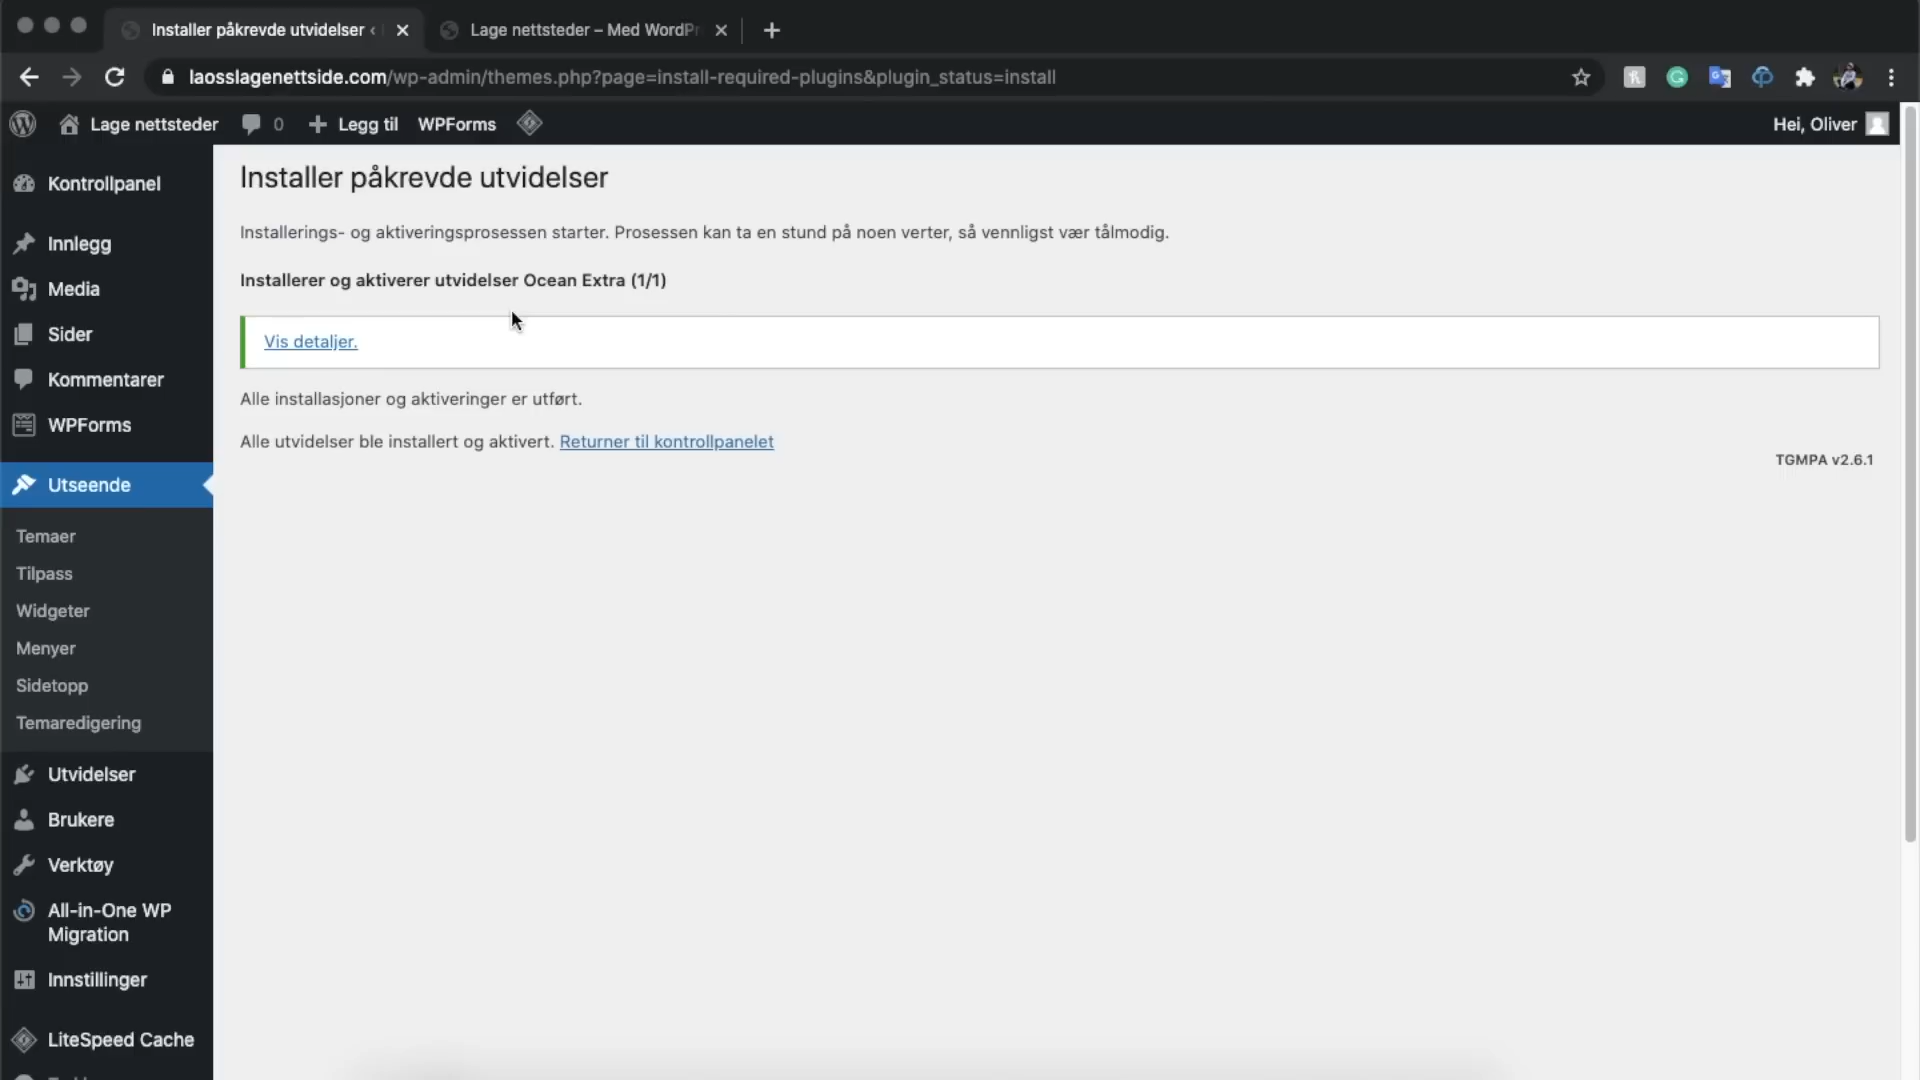 Installer påkrevde utvidelser ‹
Lage nettsteder – Med WordPr
laosslagenettside.com/wp-admin/themes.php?page=install-required-plugins&plugin_status=install
Lage nettsteder 0 Legg til WPForms
Hei, Oliver
Kontrollpanel
Innlegg
Media
Sider
Kommentarer
WPForms
Utseende
Temaer
Tilpass
Widgeter
Menyer
Sidetopp
Temaredigering
Utvidelser
Brukere
Verktøy
All-in-One WP
Migration
Innstillinger
LiteSpeed Cache
Installer påkrevde utvidelser
Installerings- og aktiveringsprosessen starter. Prosessen kan ta en stund på noen verter, så vennligst vær tålmodig.
Installerer og aktiverer utvidelser Ocean Extra (1/1)
Vis detaljer.
Alle installasjoner og aktiveringer er utført.
Alle utvidelser ble installert og aktivert. Returner til kontrollpanelet
TGMPA v2.6.1